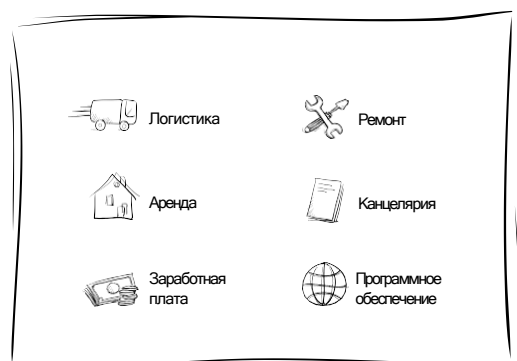 Логистика
Ремонт
Аренда
Канцелярия
Заработная
плата
Программное
обеспечение